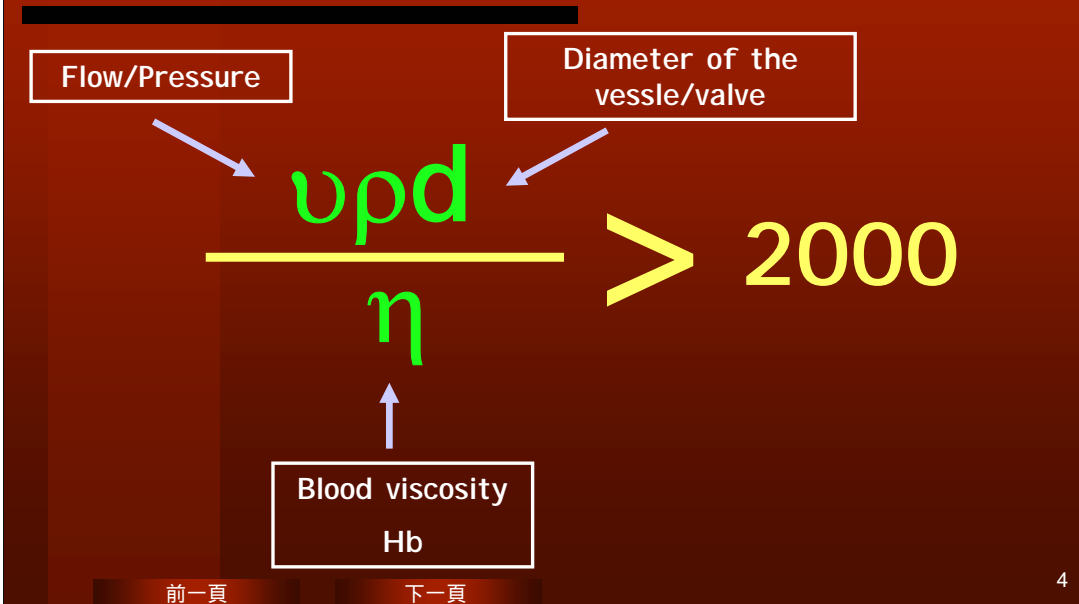 Flow/Pressure
Diameter of the
vessle/valve
υρd
η
> 2000
Blood viscosity
Hb
前一頁
下一頁
4